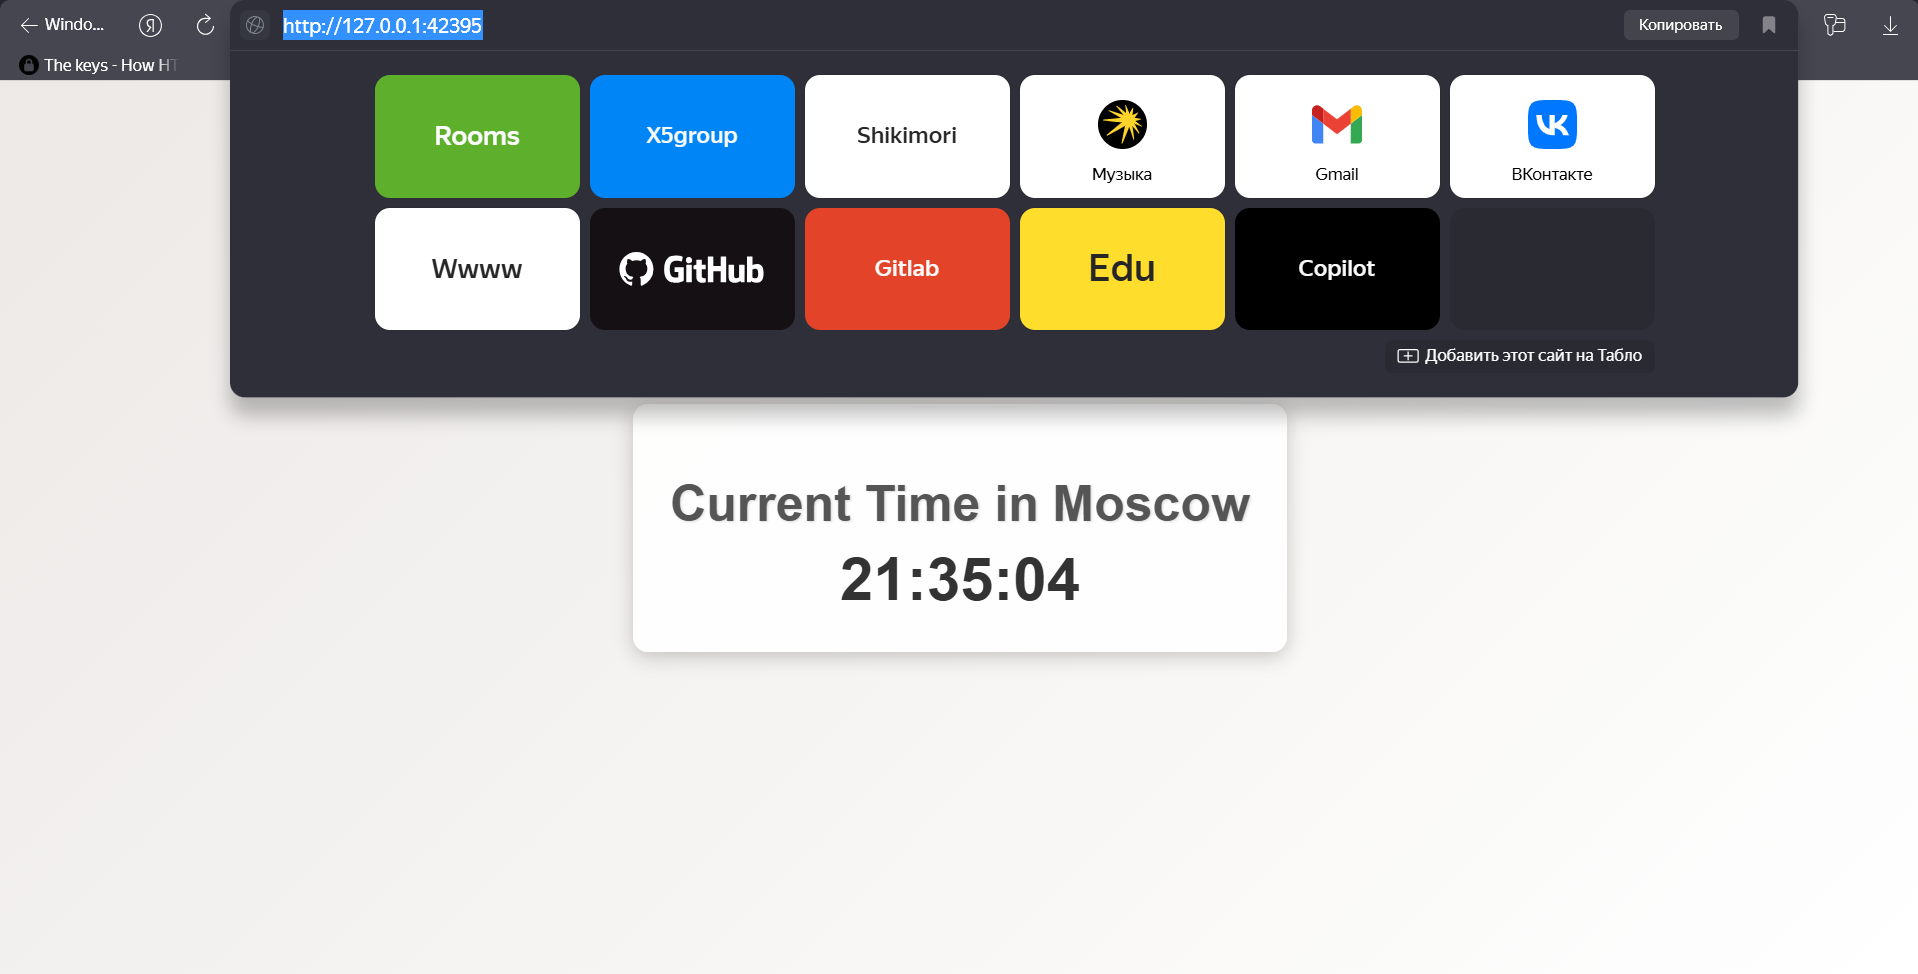 Windo...
Я
http://127.0.0.1:42395
Копировать
The keys - How HT
Rooms
X5group
Shikimori
Музыка
Gmail
ВКонтакте
Wwww
GitHub
Gitlab
Edu
Copilot
Добавить этот сайт на Табло
Current Time in Moscow
21:35:04